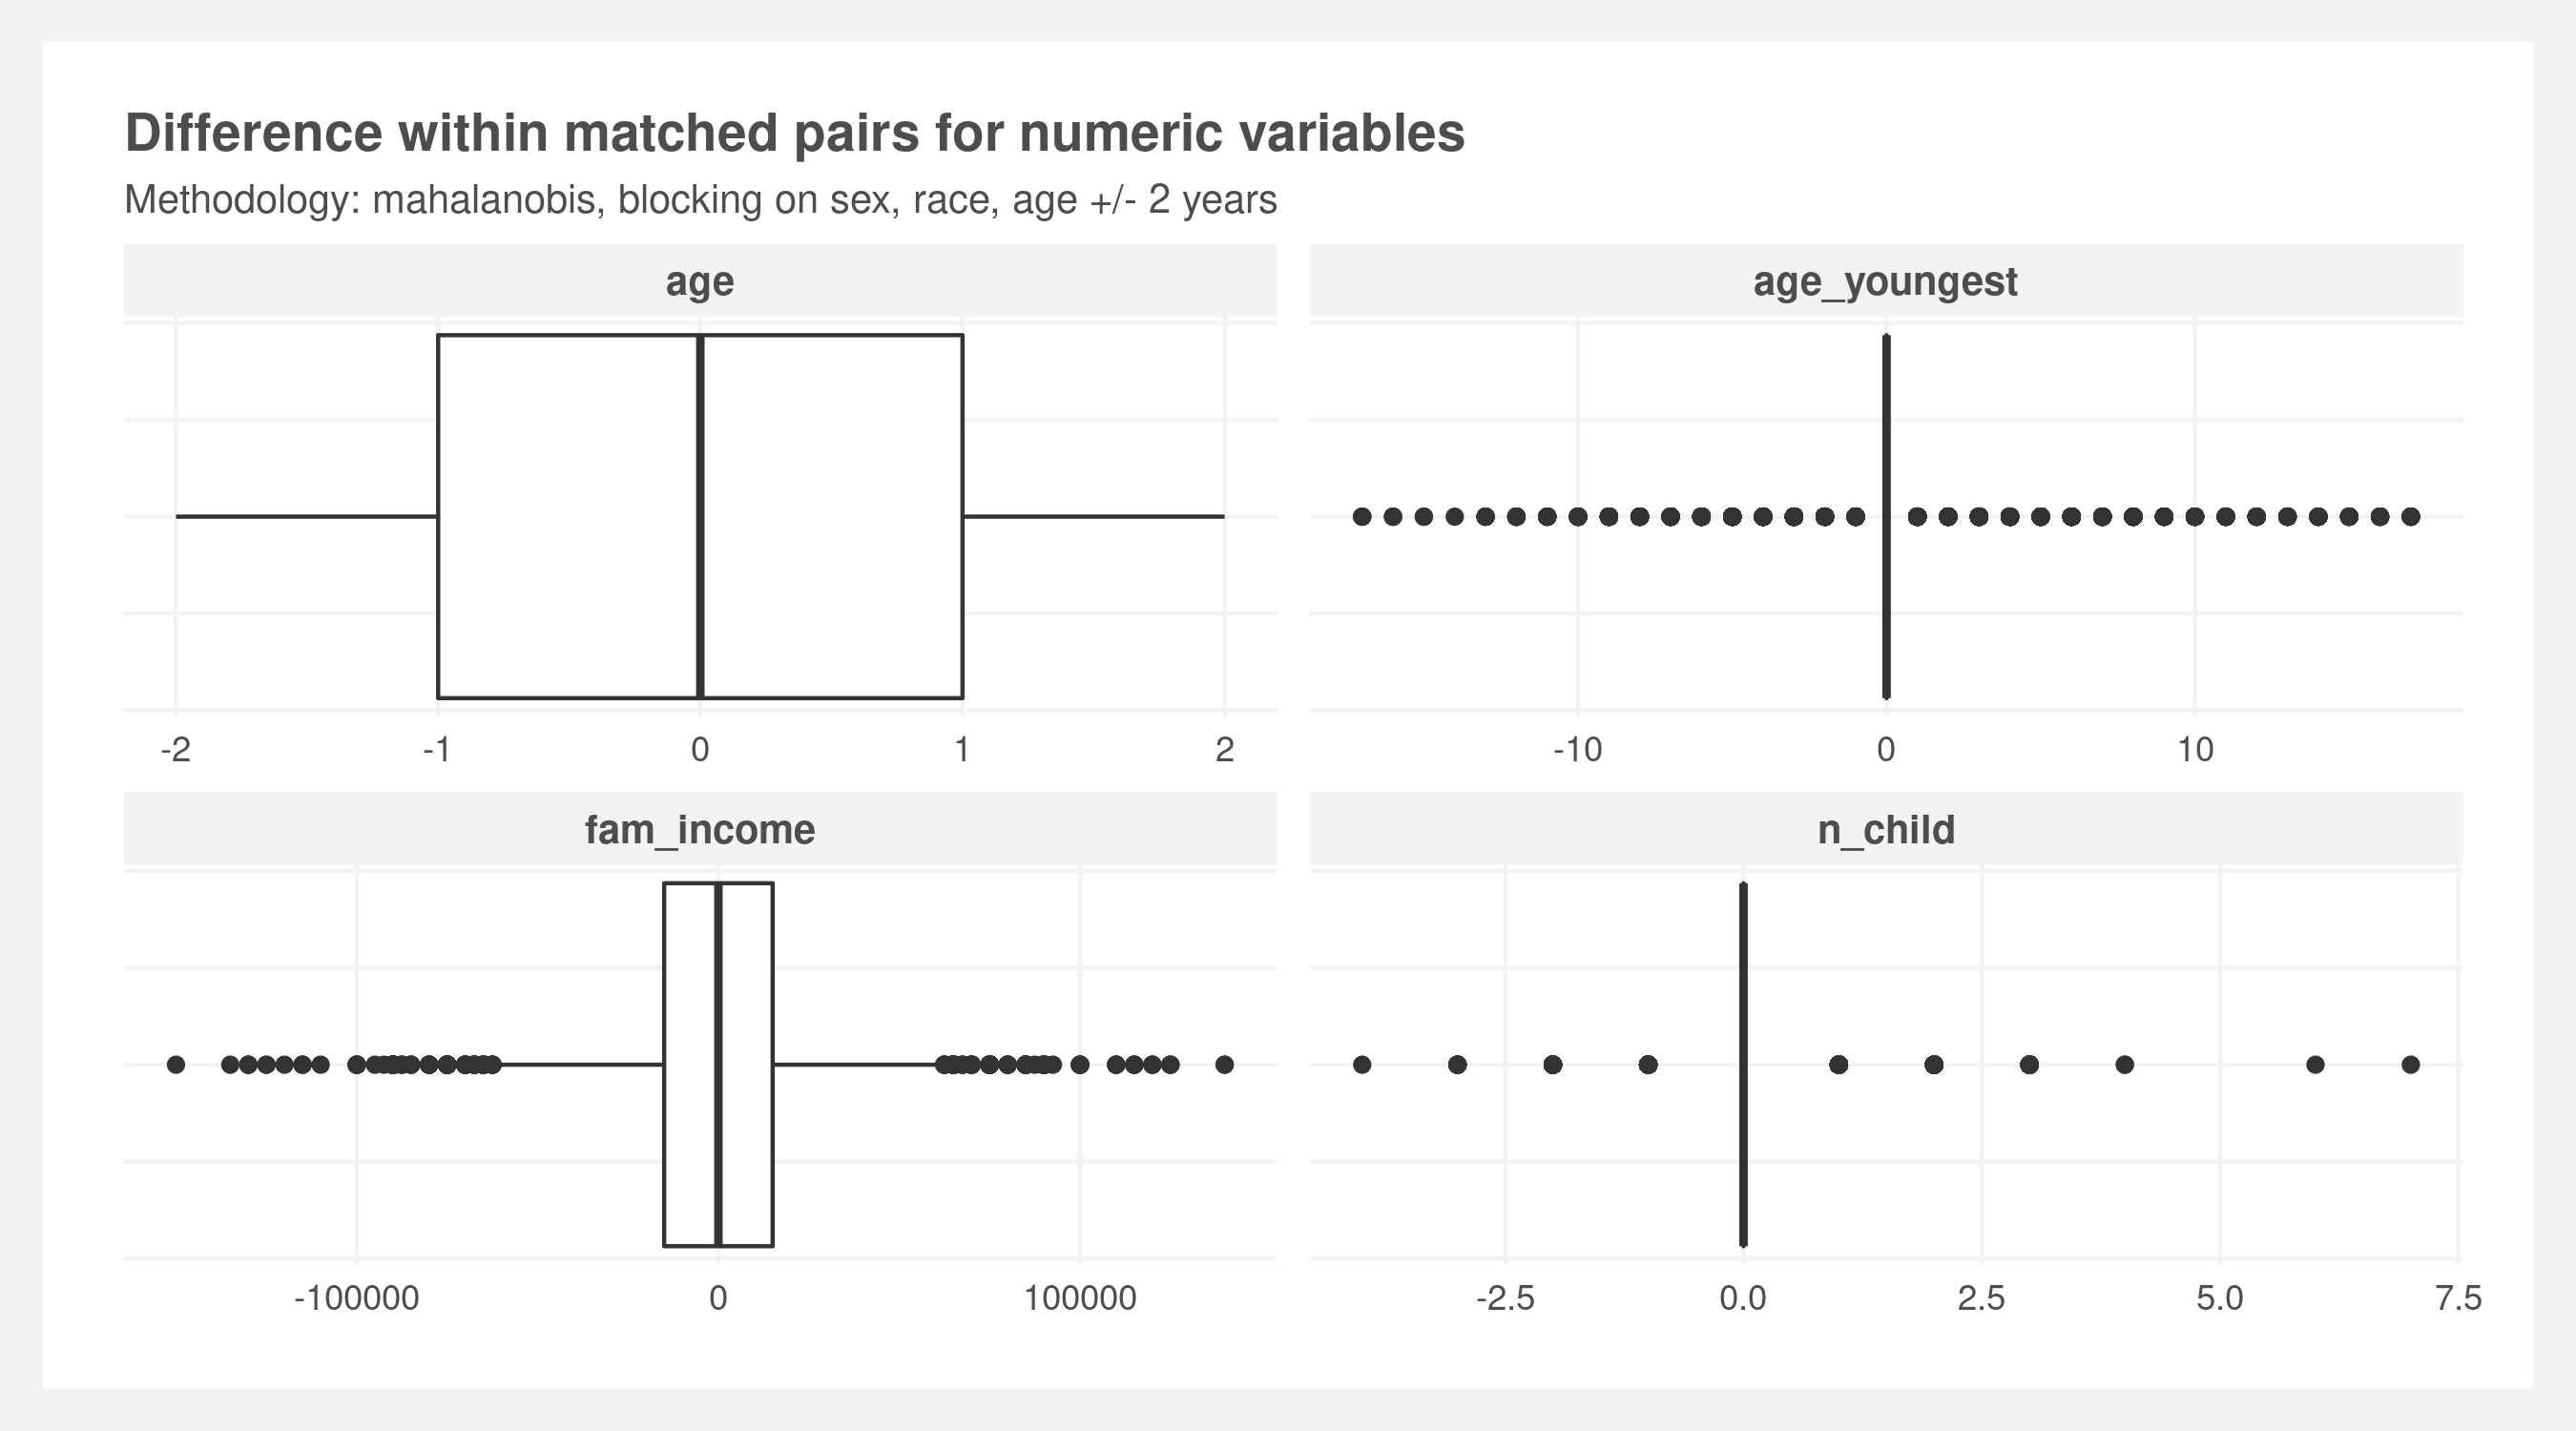 Difference within matched pairs for numeric variables
Methodology: mahalanobis, blocking on sex, race, age +/- 2 years
age
age_youngest
-2 -1 0 1 2
-10 0 10
fam_income
n_child
-100000 0 100000
-2.5 0.0 2.5 5.0 7.5